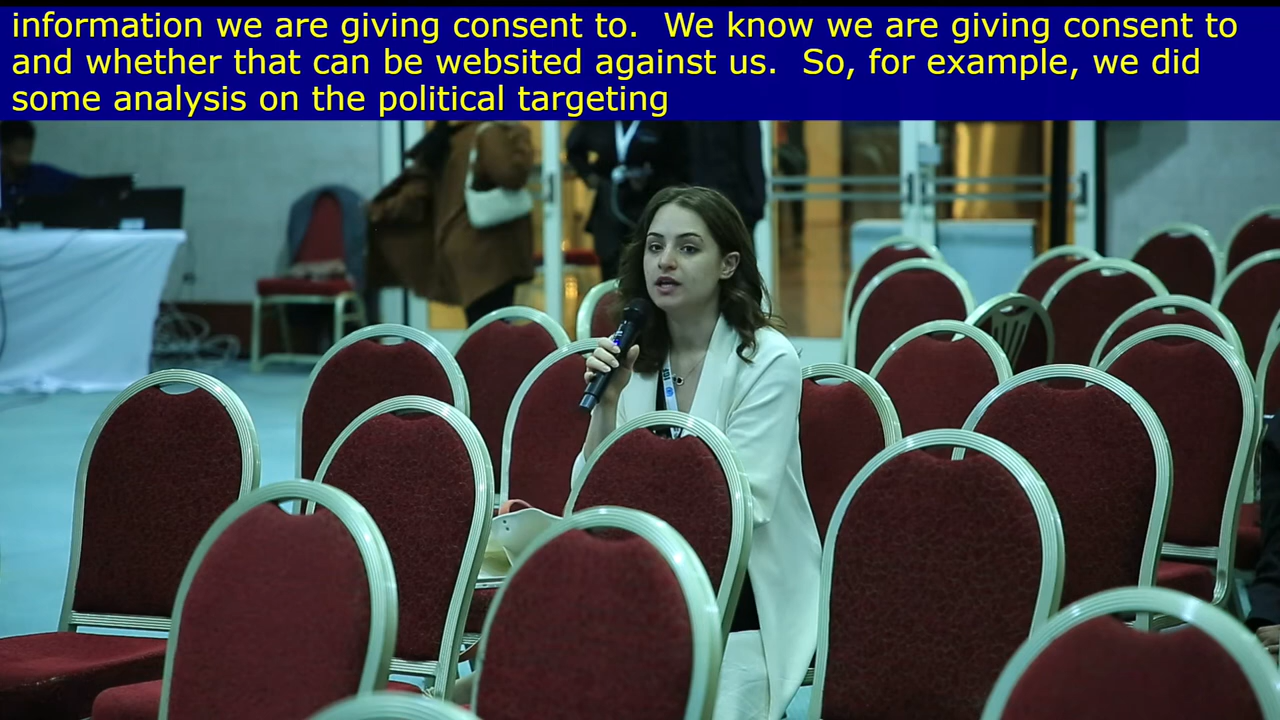 information we are giving consent to.  We know we are giving consent to
and whether that can be websited against us.  So, for example, we did
some analysis on the political targeting
IGF